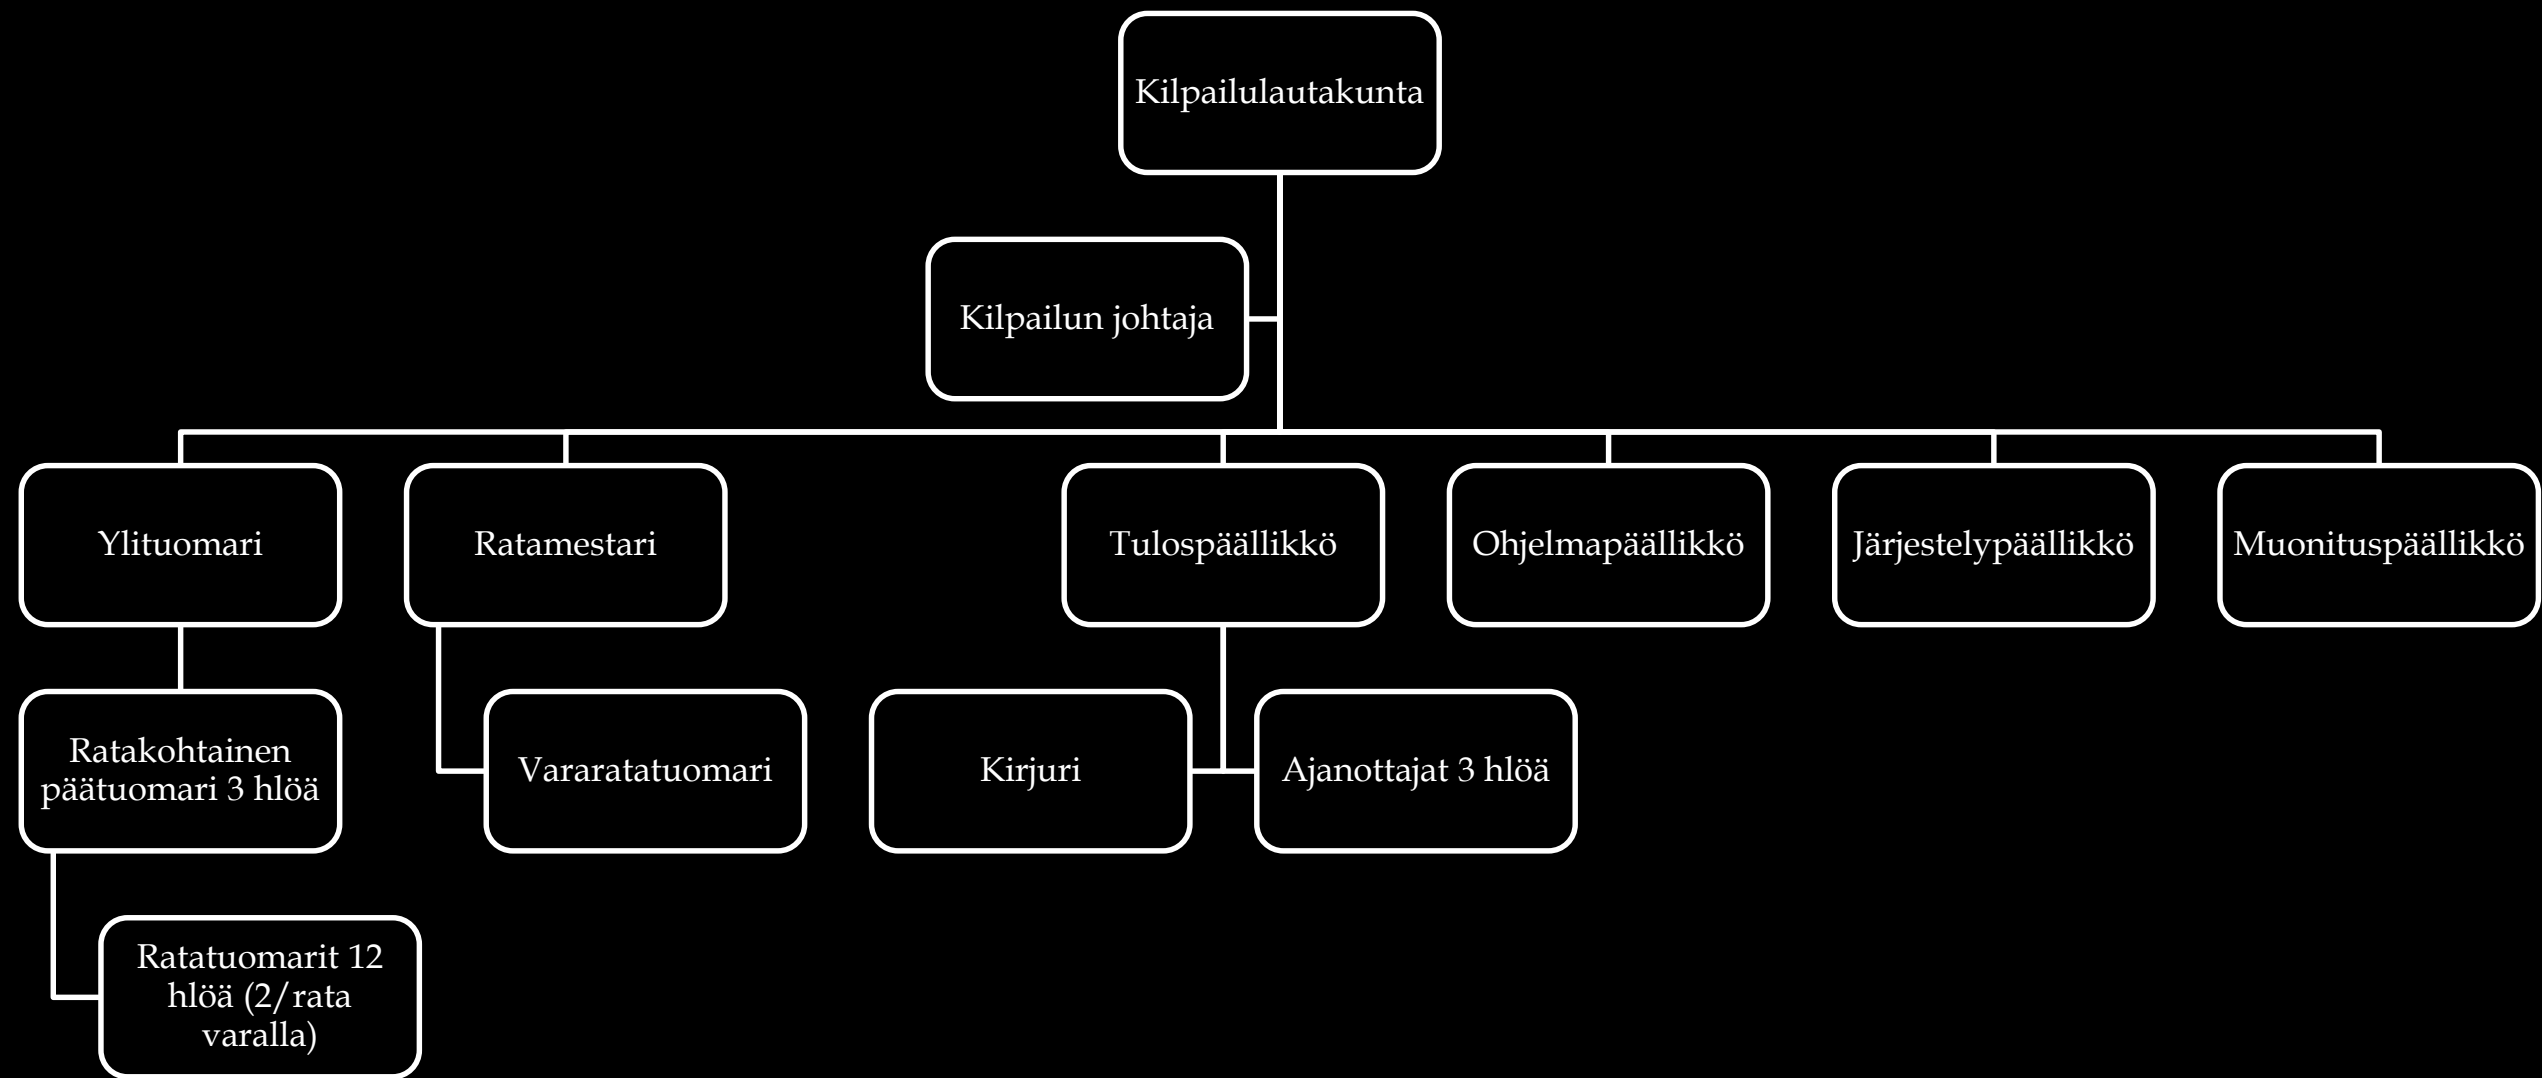 Kilpailulautakunta
Kilpailun johtaja
Ylituomari
Ratamestari
Tulospäällikkö
Ohjelmapäällikkö
Järjestelypäällikkö
Muonituspäällikkö
Ratakohtainen
päätuomari 3 hlöä
Vararatatuomari
Kirjuri
Ajanottajat 3 hlöä
Ratatuomarit 12
hlöä (2/rata
varalla)